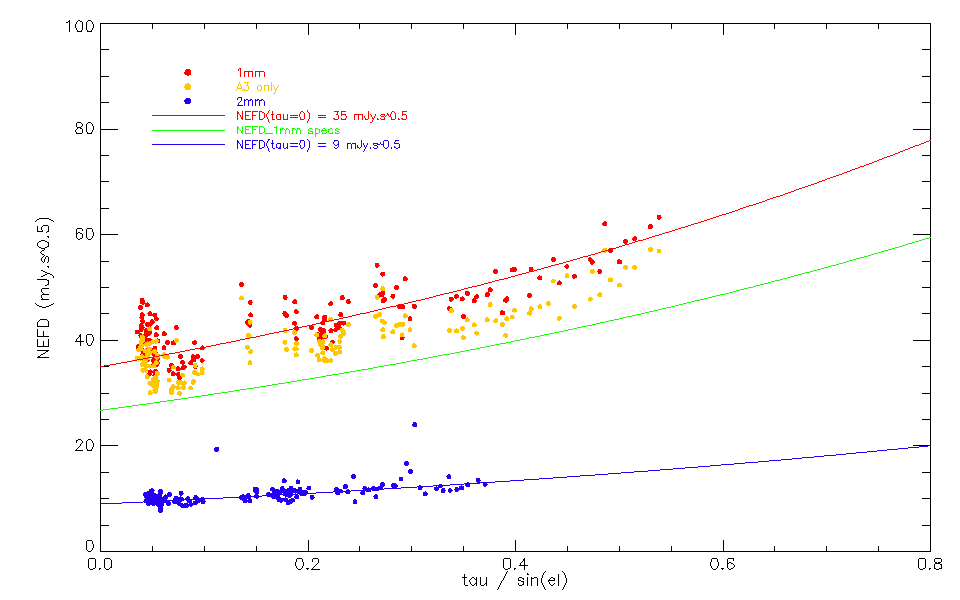 100
80
60
40
20
0
NEFD (mJy.s^0.5)
1mm
A3 only
2mm
NEFD(tau=0) = 35 mJy.s^0.5
NEFD_1mm specs
NEFD(tau=0) = 9 mJy.s^0.5
0.0 0.2 0.4 0.6 0.8
tau / sin(el)